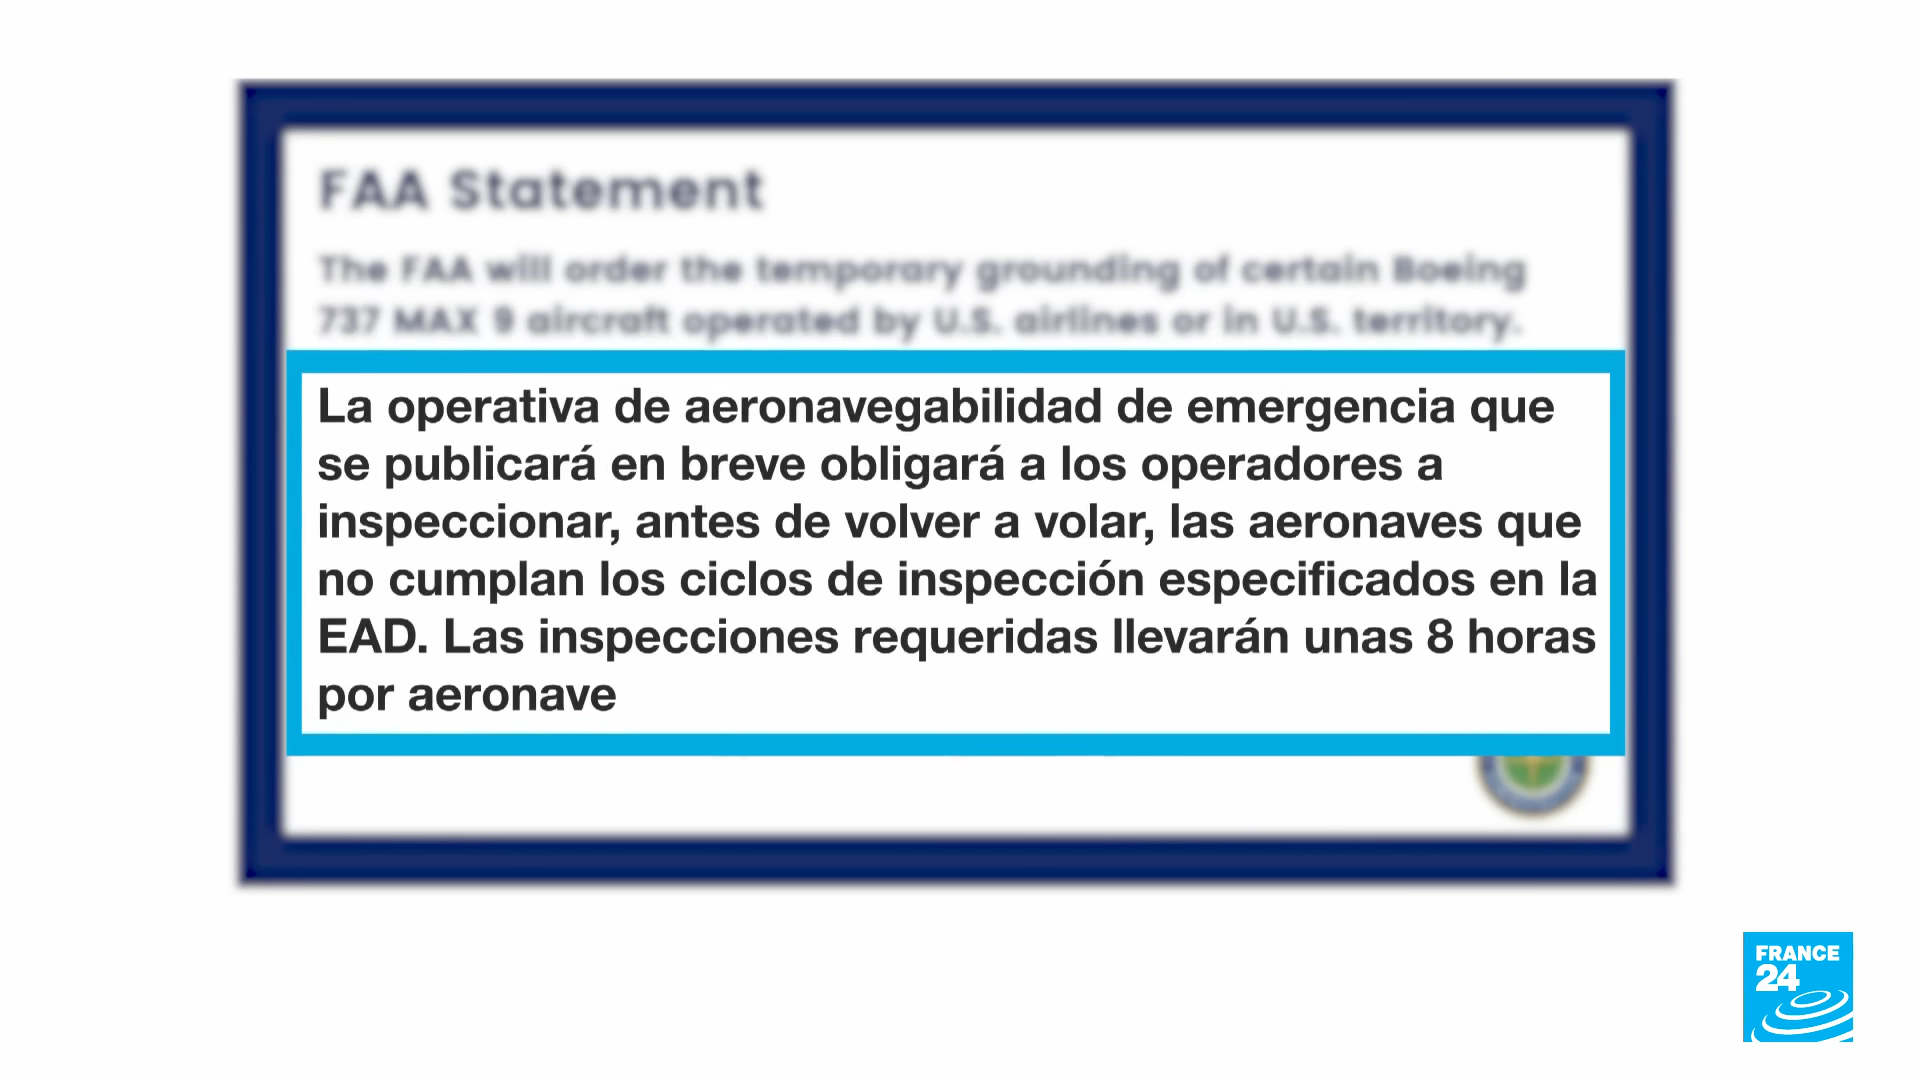 FAA Statement
The FAA will order the temporary grounding of certain Boeing
737 MAX 9 aircraft operated by U.S. airlines or in U.S. territory.
La operativa de aeronavegabilidad de emergencia que
se publicará en breve obligará a los operadores a
inspeccionar, antes de volver a volar, las aeronaves que
no cumplan los ciclos de inspección especificados en la
EAD. Las inspecciones requeridas llevarán unas 8 horas
por aeronave
FRANCE
24